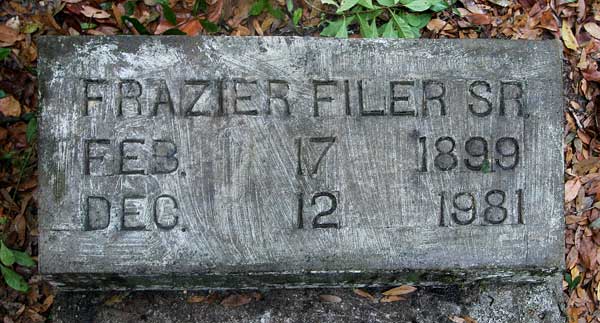 FRAZIER FILER SR.
FEB. 17 1899
DEC. 12 1981